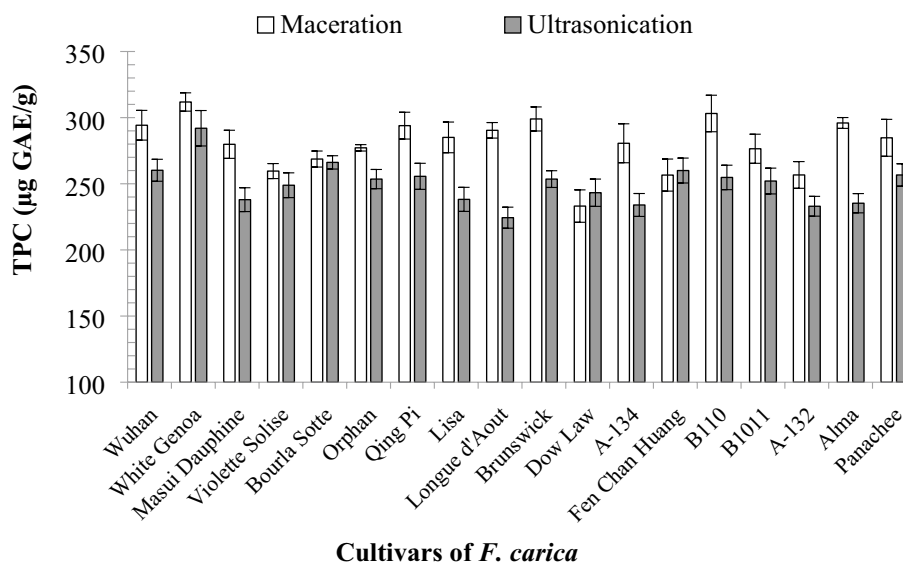 Maceration
Ultrasonication
350
300
250
200
150
100
TPC (µg GAE/g)
Wuhan
White Genoa
Masui Dauphine
Violette Solise
Bourla Sotte
Orphan
Qing Pi
Lisa
Longue d'Aout
Brunswick
Dow Law
A-134
Fen Chan Huang
B110
B1011
A-132
Alma
Panachee
Cultivars of F. carica